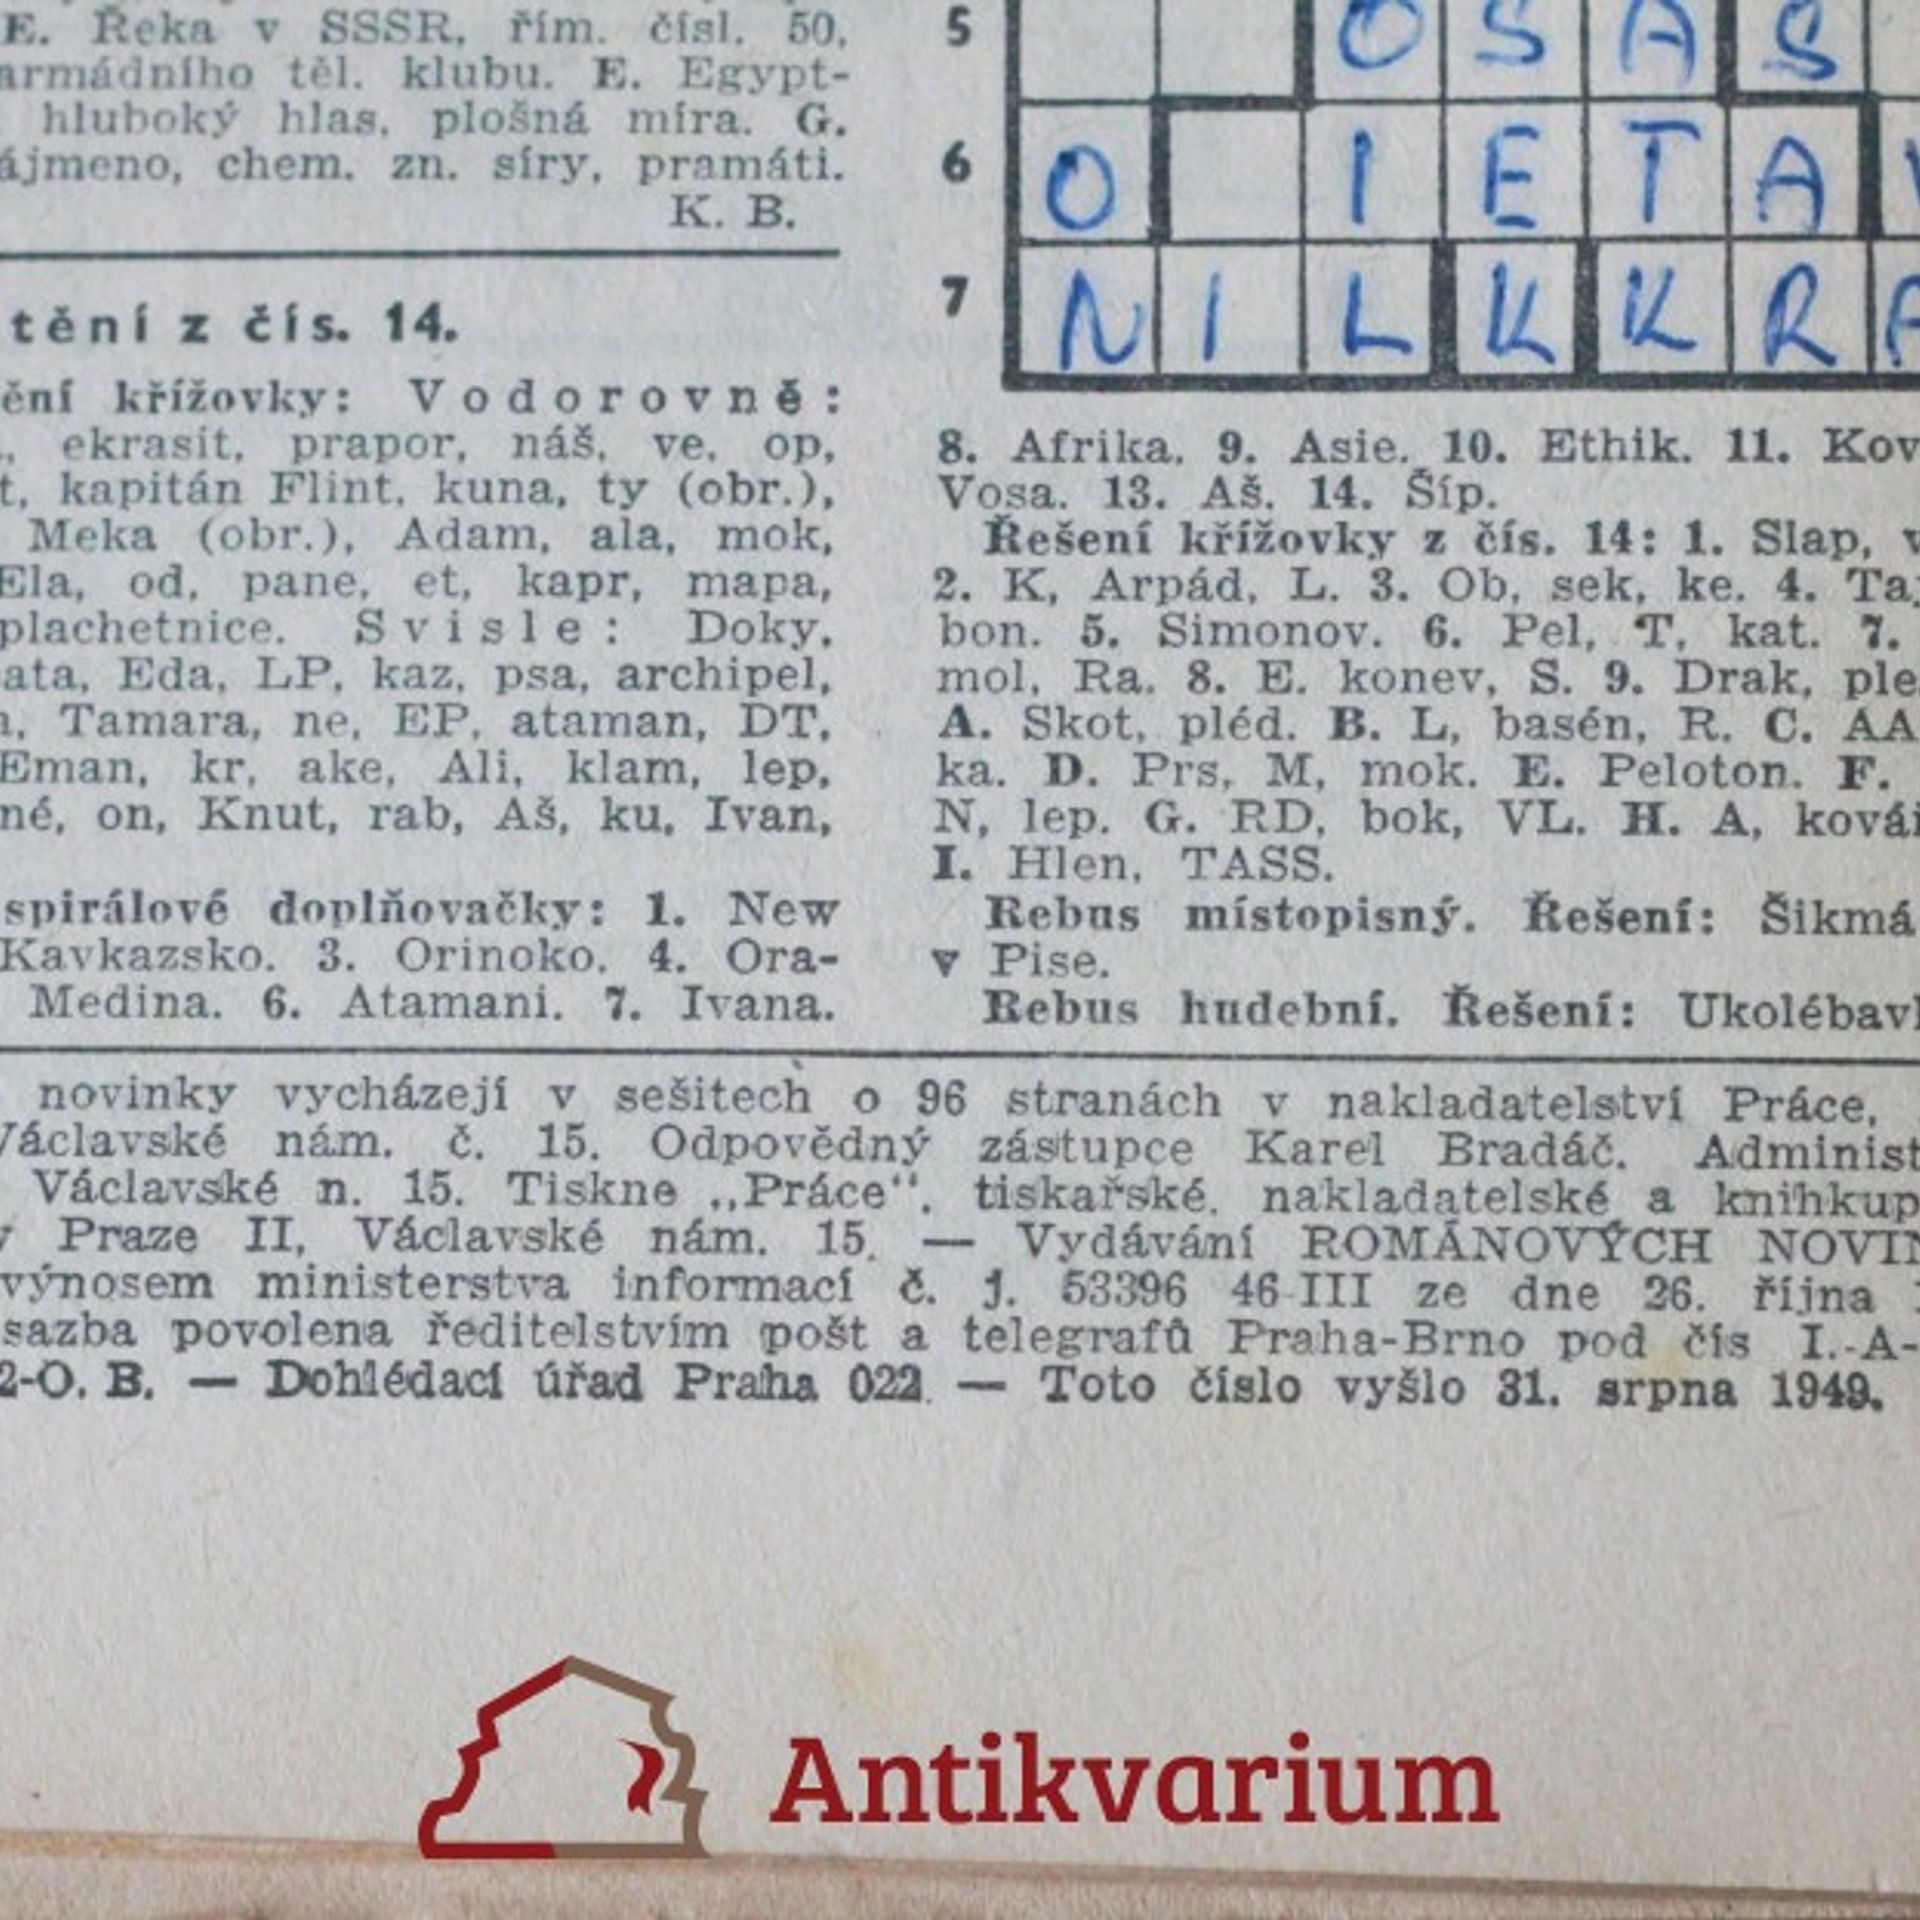 E. Řeka v SSSR, řím. čísl. 50,
armádního těl. klubu. E. Egypt-
hluboký hlas, plošná míra. G.
zn. síry, pramáti.
chem.
K. B.
z čís. 14.
křížovky: Vodorovně:
ekrasit, prapor, náš, ve, op,
kapitán Flint, kuna, ty (obr.),
Meka (obr.), Adam, ala, mok,
Ela, od, pane, et, kapr, mapa,
plachetnice. Svisle: Doky,
Eda, LP, kaz, psa, archipel,
Tamara, ne, EP, ataman, DT,
Eman, kr, ake, Ali, klam, lep,
né, on, Knut, rab, Aš, ku, Ivan,
spirálové doplňovačky: 1. New
Kavkazsko. 3. Orinoko. 4. Ora-
Medina. 6. Atamani. 7. Ivana.
5 O S A S
6 O I E T A
7 N I L K K R A
8. Afrika. 9. Asie. 10. Ethik. 11. Kov
Vosa. 13. Aš. 14. Šíp.
Řešení křížovky z čís. 14: 1. Slap, v
2. K, Arpád, L. 3. Ob, sek, ke. 4. Taj
bon. 5. Simonov. 6. Pel, T, kat. 7.
mol, Ra. 8. E. konev, S. 9. Drak, ple
A. Skot, pléd. B. L, basén, R. C. AA
ka. D. Prs, M, mok. E. Peloton. F.
N, lep. G. RD, bok, VL. H. A, kovář
I. Hlen, TASS.
Rebus místopisný. Řešení: Šikmá
v Pise.
Rebus hudební. Řešení: Ukolébavk
novinky vycházejí v sešitech o 96 stranách v nakladatelství Práce,
Václavské nám. č. 15. Odpovědný zástupce Karel Bradáč. Administ
Václavské n. 15. Tiskne „Práce“, tiskařské, nakladatelské a knihkup
v Praze II, Václavské nám. 15. — Vydávání ROMÁNOVÝCH NOVIN
výnosem ministerstva informací č. j. 53396 46-III ze dne 26. října
sazba povolena ředitelstvím pošt a telegrafů Praha-Brno pod čís I.-A-
2-O. B. — Dohlédací úřad Praha 022. — Toto číslo vyšlo 31. srpna 1949.
Antikvarium